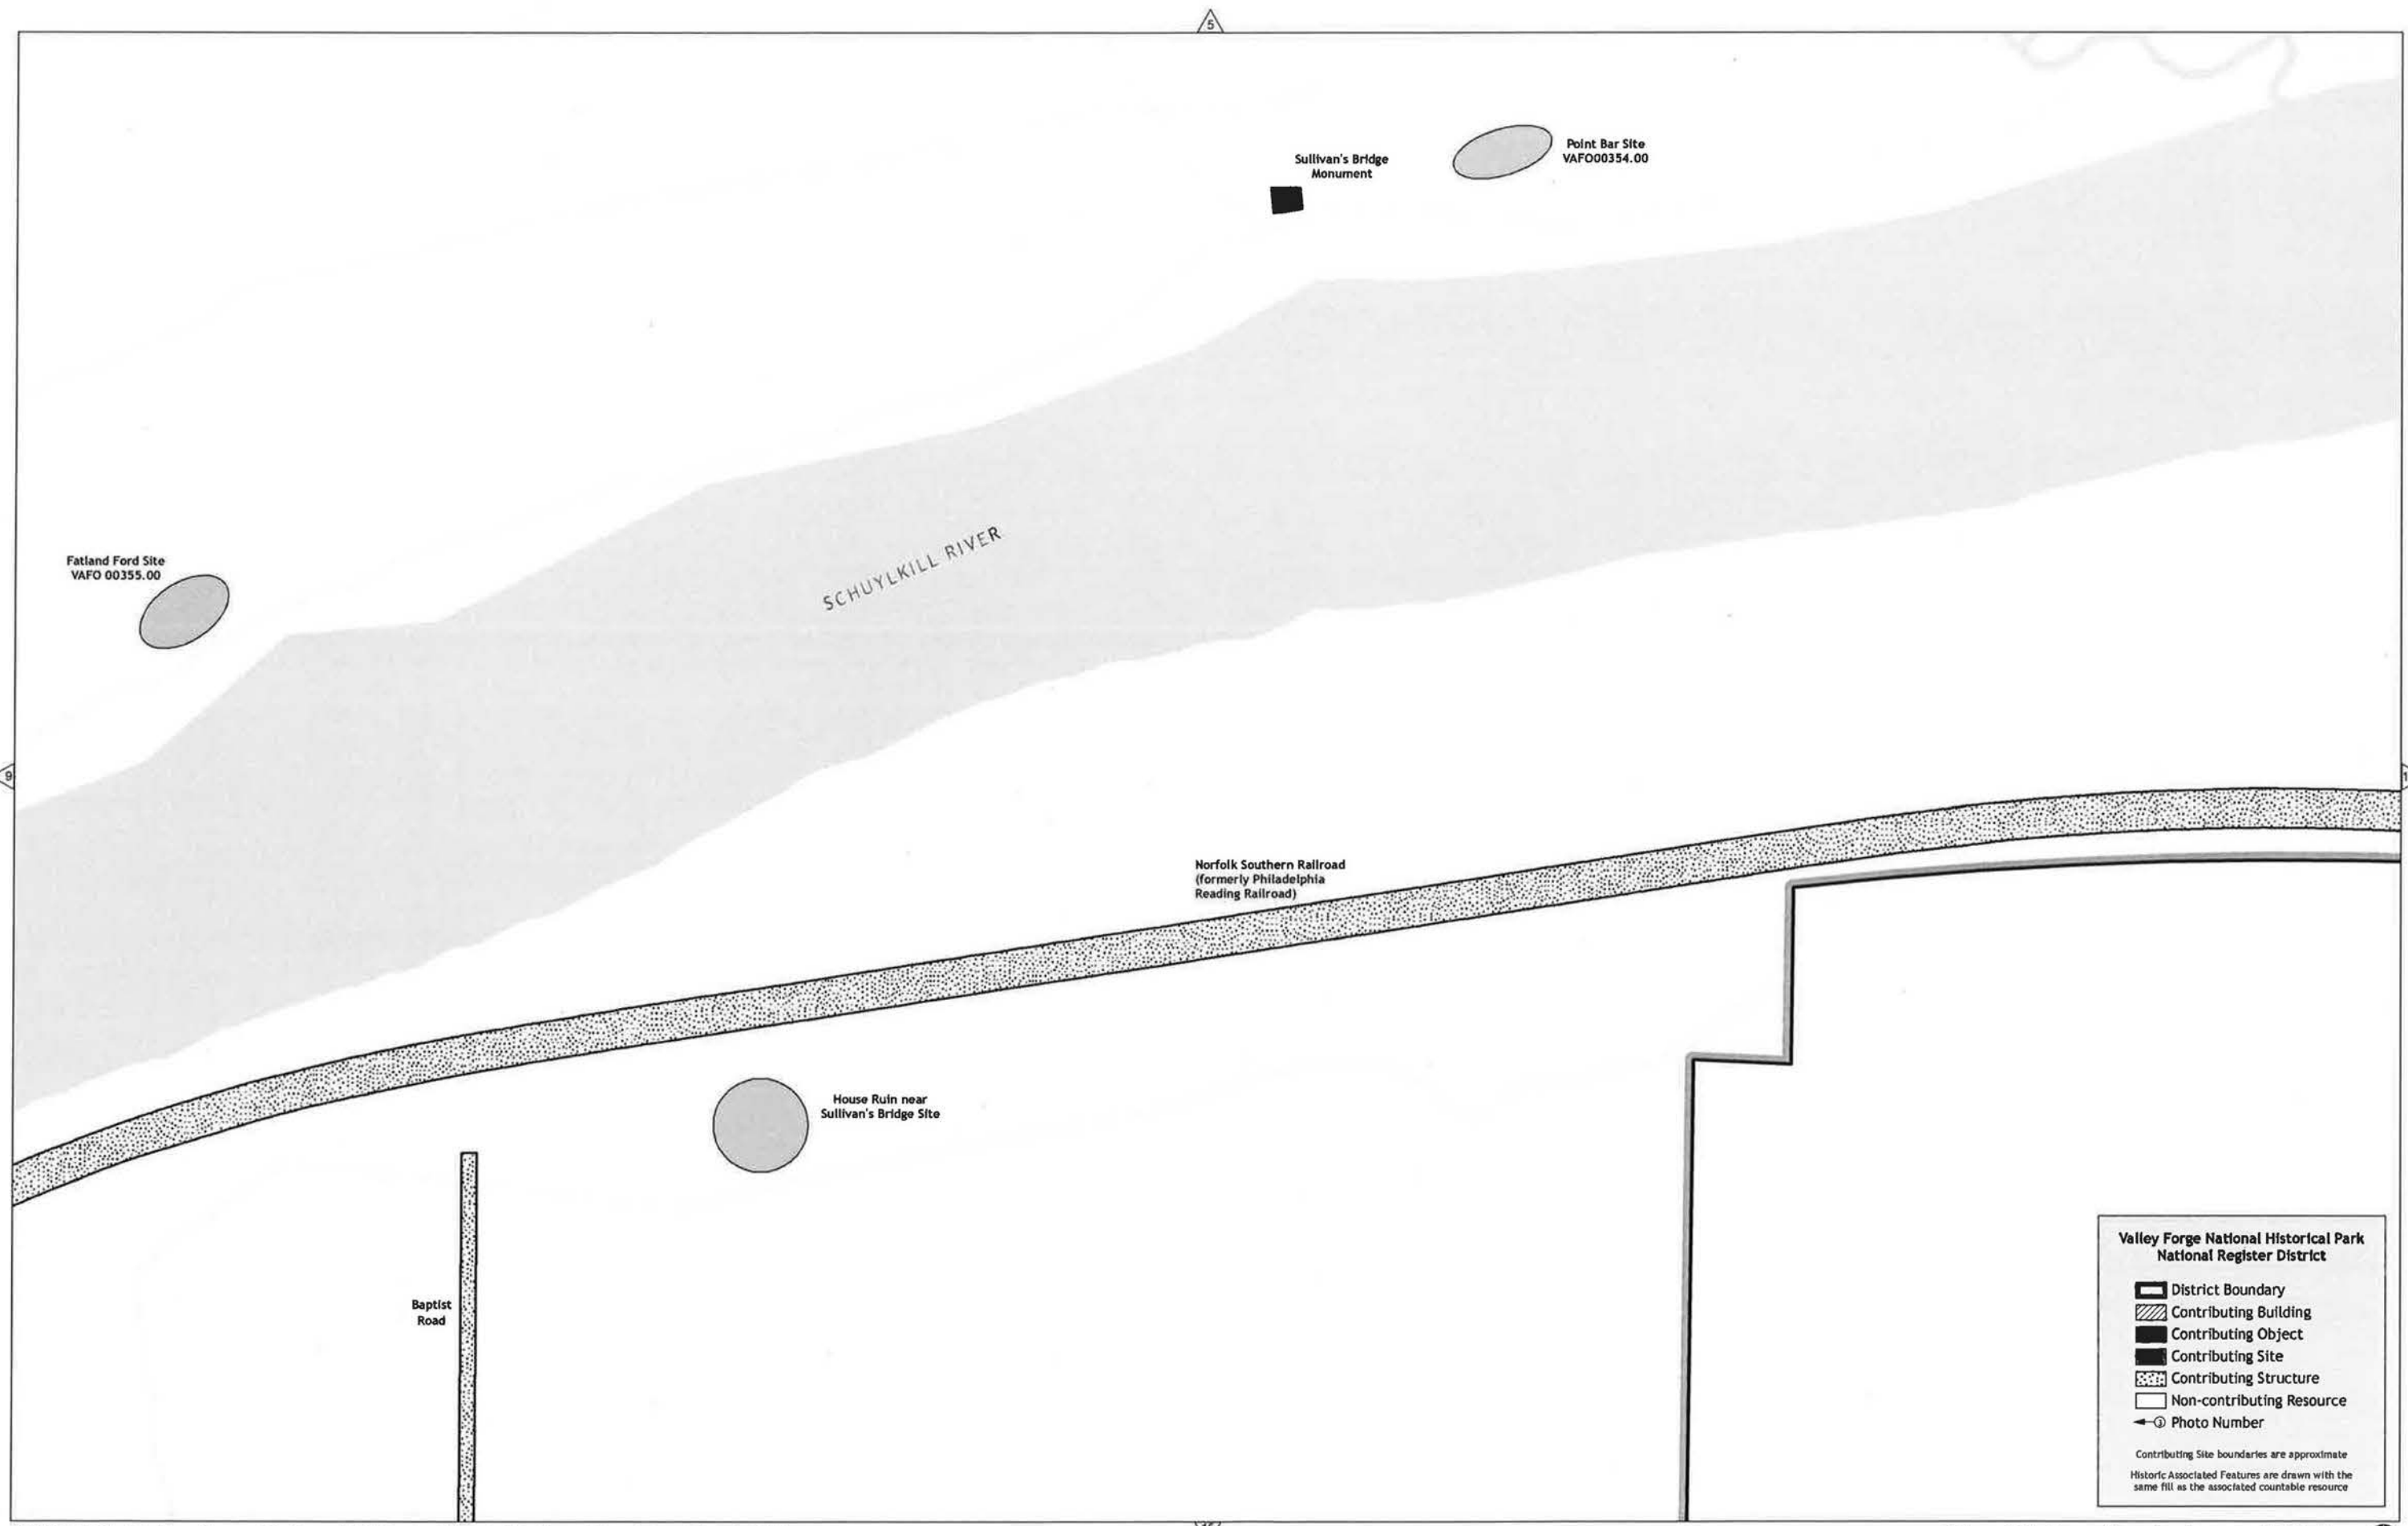 5
Sullivan's Bridge
Monument
Point Bar Site
VAFO00354.00
Fatland Ford Site
VAFO 00355.00
SCHUYLKILL RIVER
9
Norfolk Southern Railroad
(formerly Philadelphia
Reading Railroad)
House Ruin near
Sullivan's Bridge Site
Baptist
Road
Valley Forge National Historical Park
National Register District
District Boundary
Contributing Building
Contributing Object
Contributing Site
Contributing Structure
Non-contributing Resource
Photo Number
Contributing Site boundaries are approximate
Historic Associated Features are drawn with the
same fill as the associated countable resource